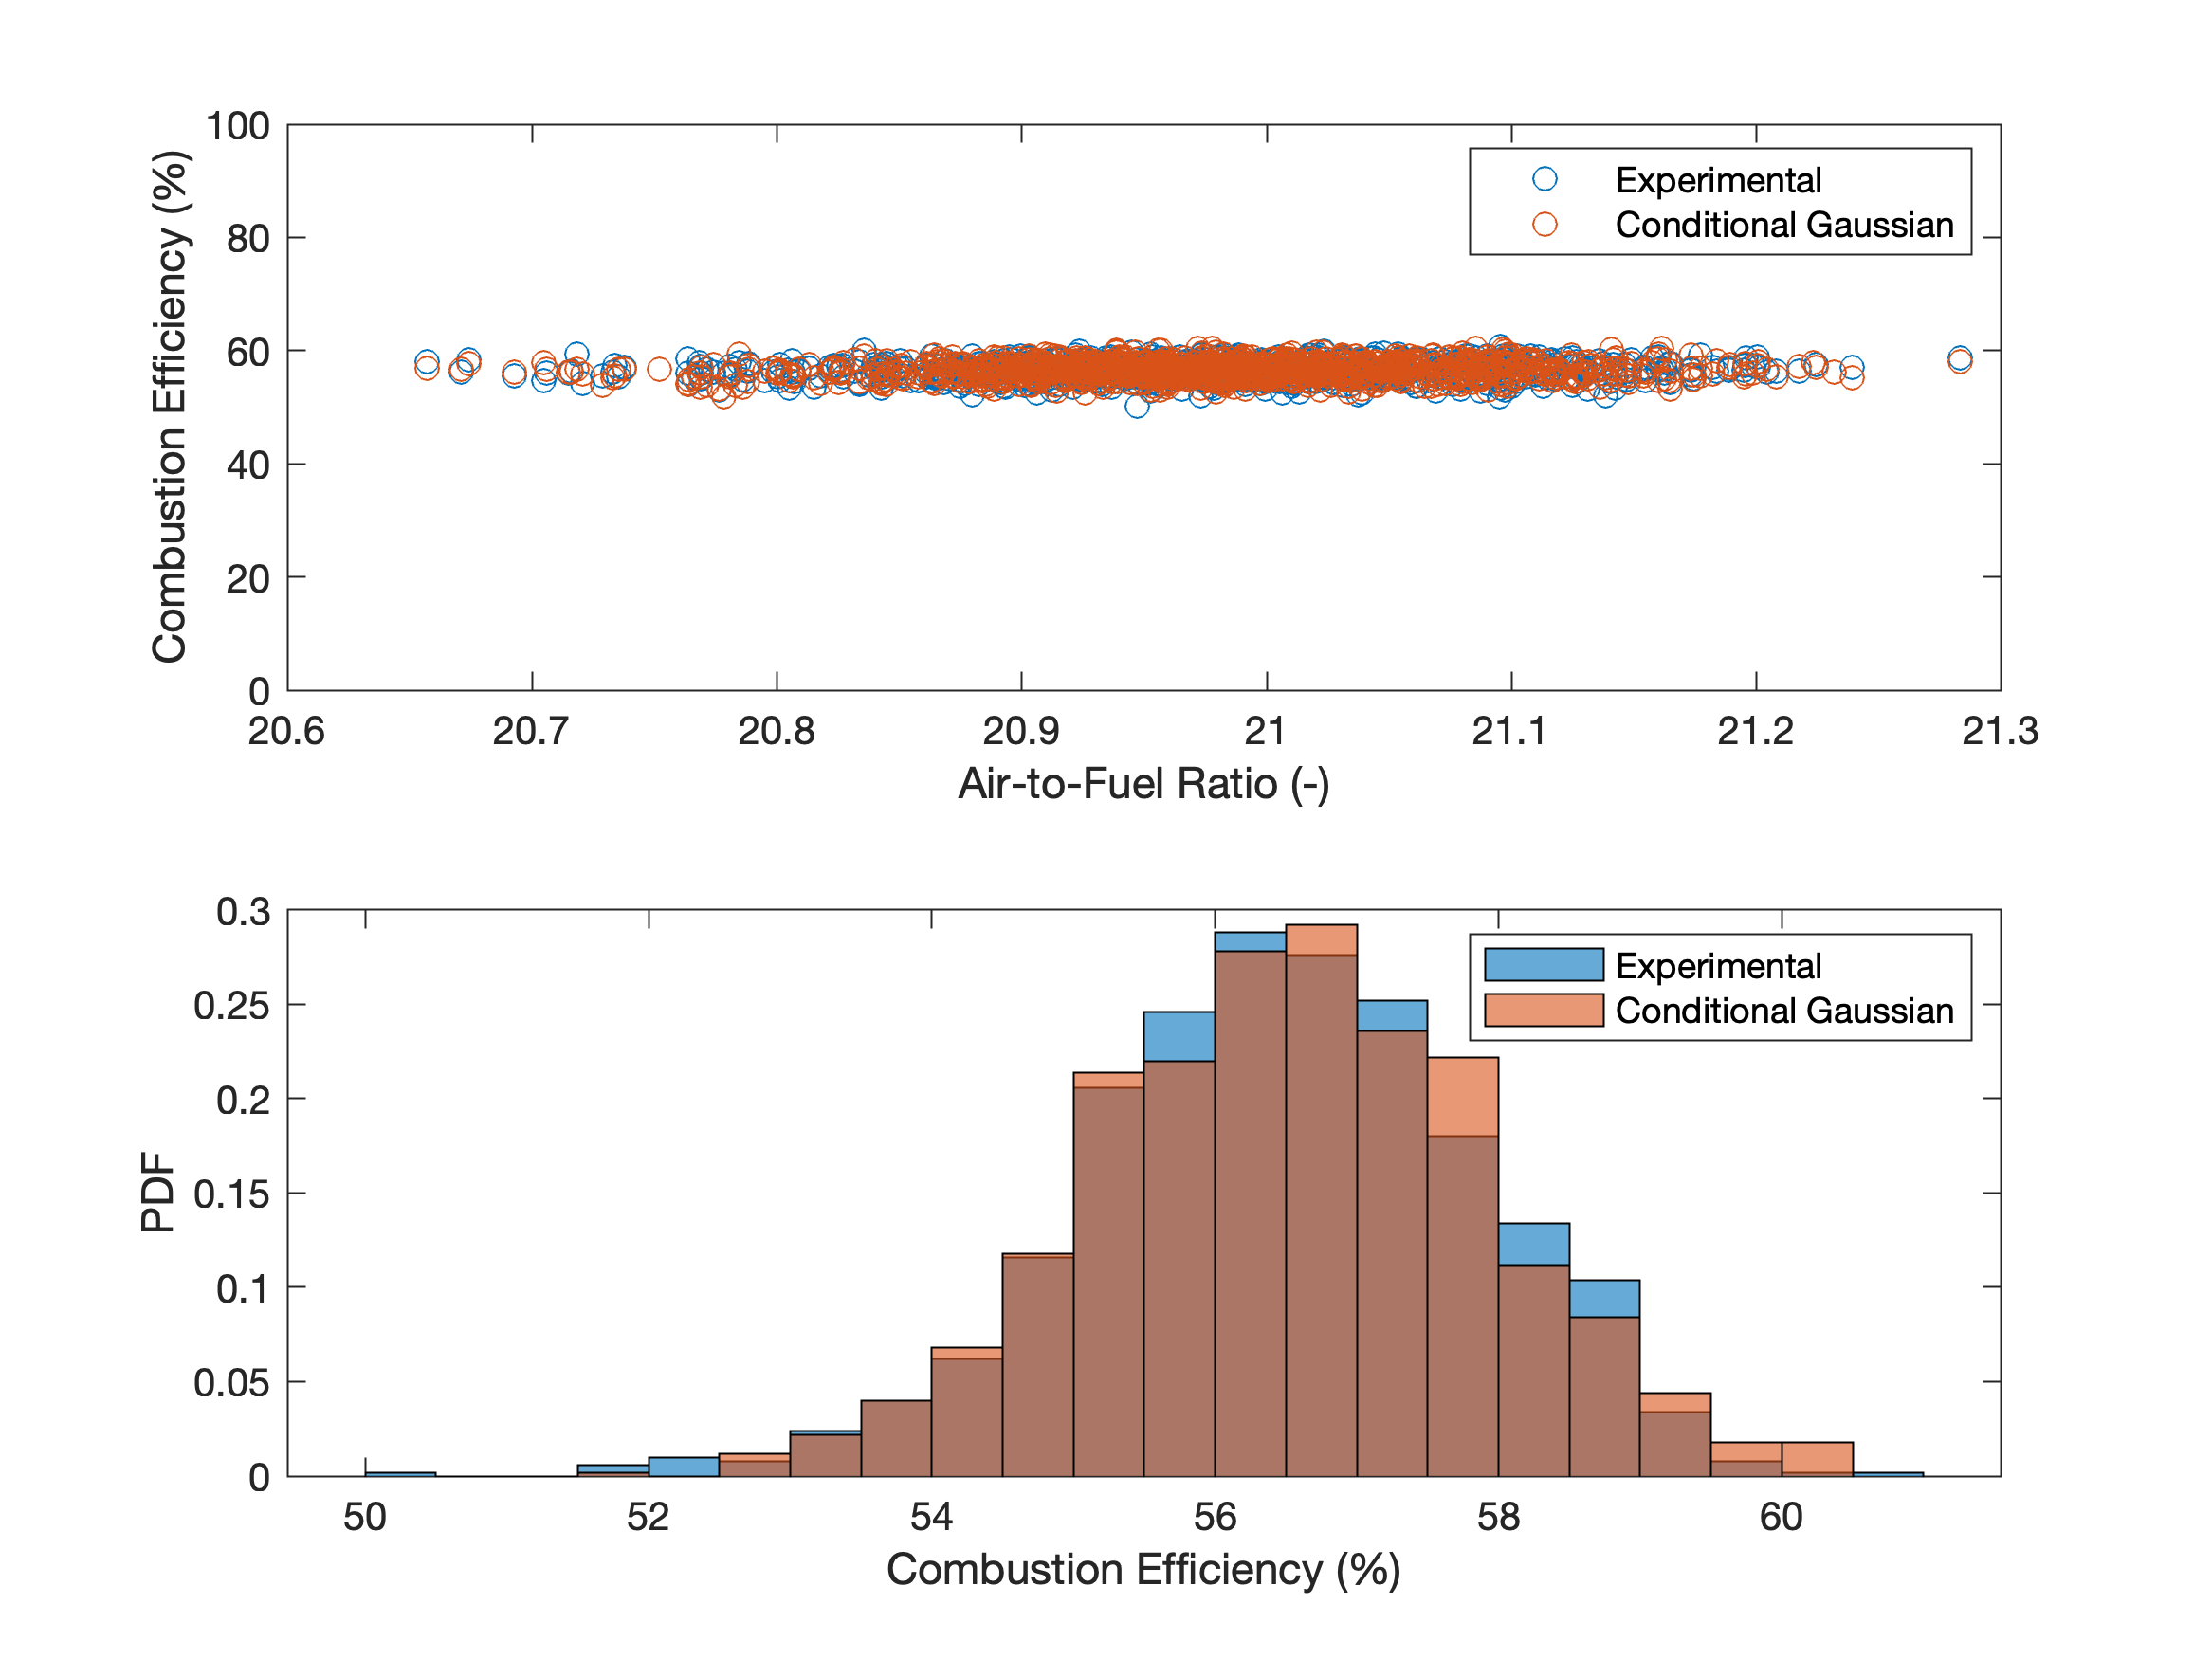 100
80
60
40
20
0
Combustion Efficiency (%)
Experimental
Conditional Gaussian
20.6 20.7 20.8 20.9 21 21.1 21.2 21.3
Air-to-Fuel Ratio (-)
0.3
0.25
0.2
0.15
0.1
0.05
0
PDF
Experimental
Conditional Gaussian
50 52 54 56 58 60
Combustion Efficiency (%)